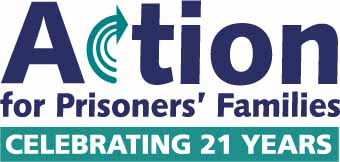 Action
for Prisoners’ Families
CELEBRATING 21 YEARS